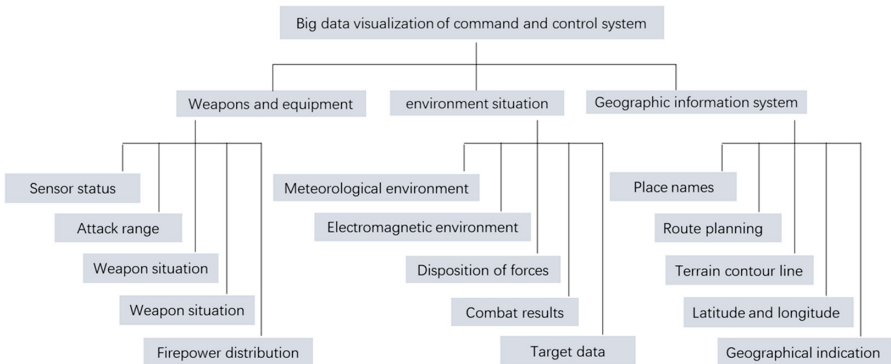 Big data visualization of command and control system
Weapons and equipment
environment situation
Geographic information system
Sensor status
Attack range
Weapon situation
Weapon situation
Firepower distribution
Meteorological environment
Electromagnetic environment
Disposition of forces
Combat results
Target data
Place names
Route planning
Terrain contour line
Latitude and longitude
Geographical indication